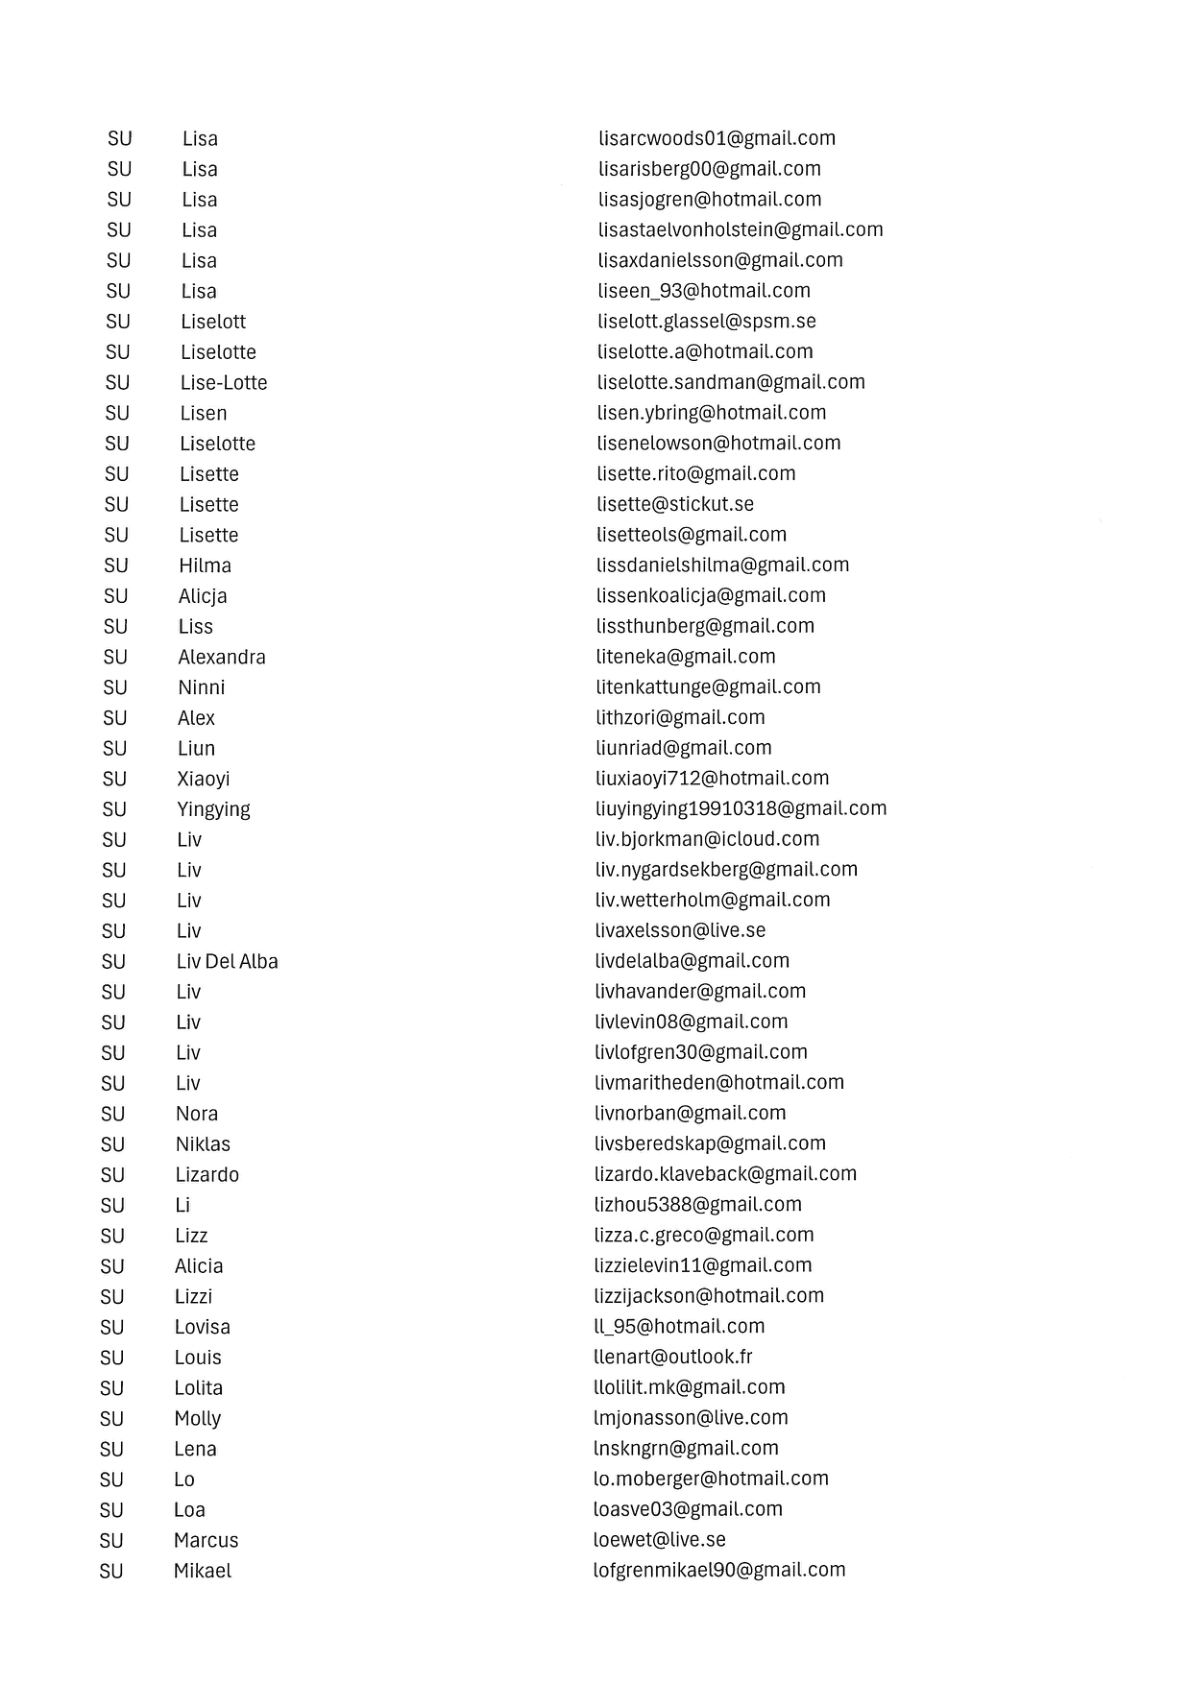 SU Lisa lisarcwoods01@gmail.com
SU Lisa lisarisberg00@gmail.com
SU Lisa lisasjogren@hotmail.com
SU Lisa lisastaelvonholstein@gmail.com
SU Lisa lisaxdanielsson@gmail.com
SU Lisa liseen_93@hotmail.com
SU Liselott liselott.glassel@spsm.se
SU Liselotte liselotte.a@hotmail.com
SU Lise-Lotte liselotte.sandman@gmail.com
SU Lisen lisen.ybring@hotmail.com
SU Liselotte lisenelowson@hotmail.com
SU Lisette lisette.rito@gmail.com
SU Lisette lisette@stickut.se
SU Lisette lisetteols@gmail.com
SU Hilma lissdanielshilma@gmail.com
SU Alicja lissenkoalicja@gmail.com
SU Liss lissthunberg@gmail.com
SU Alexandra liteneka@gmail.com
SU Ninni litenkattunge@gmail.com
SU Alex lithzori@gmail.com
SU Liun liunriad@gmail.com
SU Xiaoyi liuxiaoyi712@hotmail.com
SU Yingying liuyingying19910318@gmail.com
SU Liv liv.bjorkman@icloud.com
SU Liv liv.nygardsekberg@gmail.com
SU Liv liv.wetterholm@gmail.com
SU Liv livaxelsson@live.se
SU Liv Del Alba livdelalba@gmail.com
SU Liv livhavander@gmail.com
SU Liv livlevin08@gmail.com
SU Liv livlofgren30@gmail.com
SU Liv livmaritheden@hotmail.com
SU Nora livnorban@gmail.com
SU Niklas livsberedskap@gmail.com
SU Lizardo lizardo.klaveback@gmail.com
SU Li lizhou5388@gmail.com
SU Lizz lizza.c.greco@gmail.com
SU Alicia lizzielevin11@gmail.com
SU Lizzi lizzijackson@hotmail.com
SU Lovisa ll_95@hotmail.com
SU Louis llenart@outlook.fr
SU Lolita llolilit.mk@gmail.com
SU Molly lmjonasson@live.com
SU Lena lnskngrn@gmail.com
SU Lo lo.moberger@hotmail.com
SU Loa loasve03@gmail.com
SU Marcus loewet@live.se
SU Mikael lofgrenmikael90@gmail.com